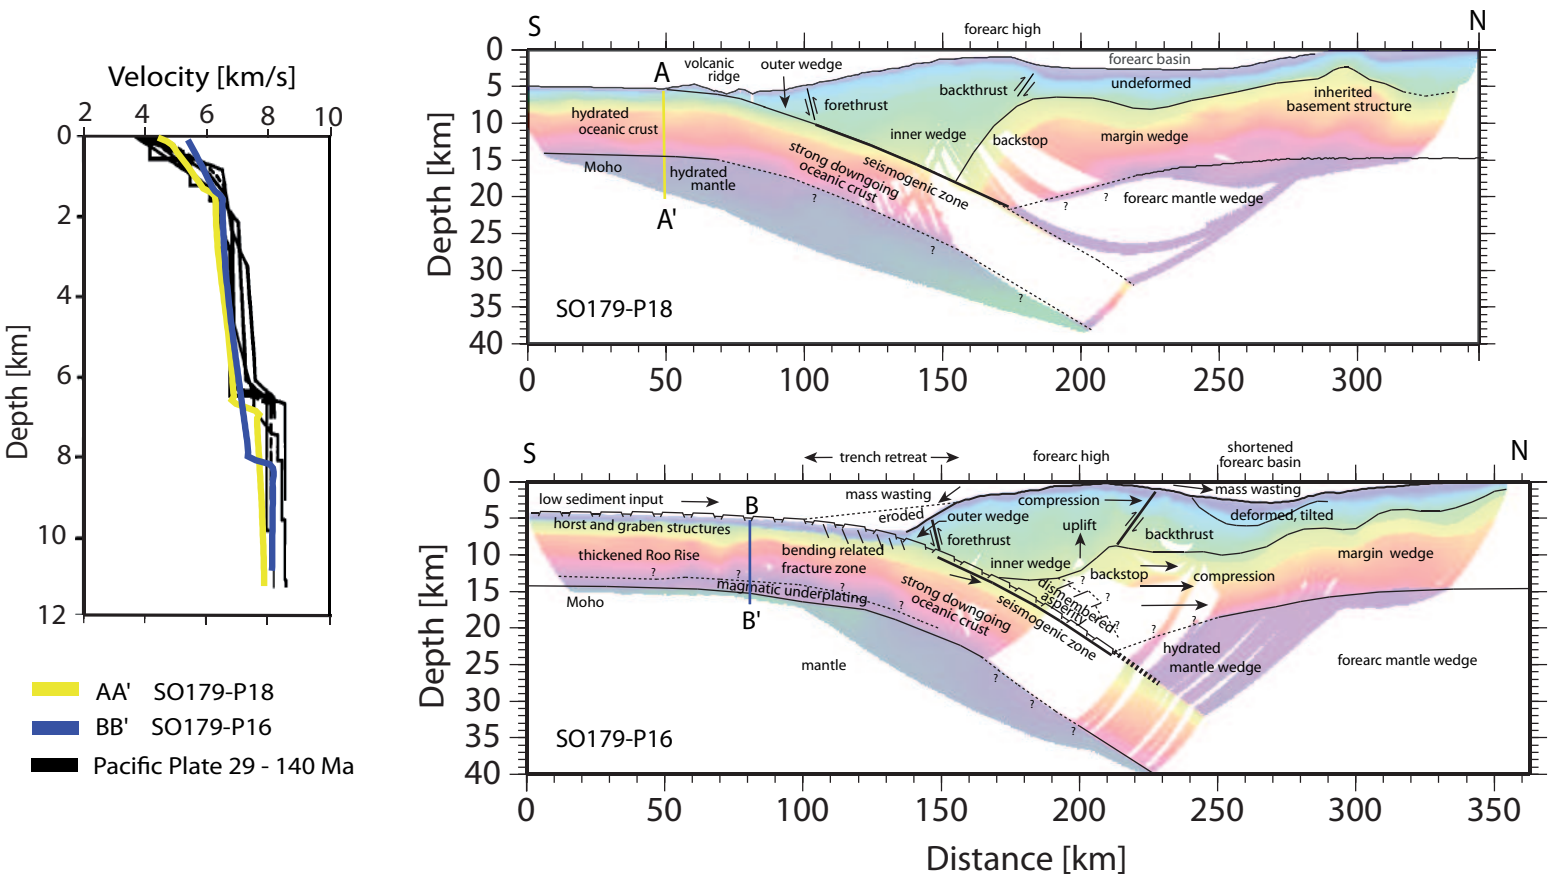 Velocity [km/s]
2 4 6 8 10
0
2
4
6
8
10
12
Depth [km]
AA' SO179-P18
BB' SO179-P16
Pacific Plate 29 - 140 Ma
S
N
forearc high
0
5
10
15
20
25
30
35
40
Depth [km]
A
volcanic
ridge
outer wedge
forearc basin
undeformed
backthrust
forethrust
inherited
basement structure
hydrated
oceanic crust
inner wedge
backstop
margin wedge
strong downgoing
oceanic crust
seismogenic zone
Moho
hydrated
mantle
A'
forearc mantle wedge
?
?
?
?
?
SO179-P18
0 50 100 150 200 250 300
S
N
trench retreat
forearc high
shortened
forearc basin
0
5
10
15
20
25
30
35
40
Depth [km]
low sediment input
B
mass wasting
compression
mass wasting
eroded
outer wedge
deformed, tilted
horst and graben structures
uplift
backthrust
forethrust
thickened Roo Rise
bending related
fracture zone
inner wedge
backstop
compression
margin wedge
magmatic underplating
strong downgoing
oceanic crust
seismogenic zone
dismembered
asperity
Moho
B'
mantle
hydrated
mantle wedge
forearc mantle wedge
?
?
?
?
?
?
?
?
?
?
?
?
SO179-P16
0 50 100 150 200 250 300 350
Distance [km]